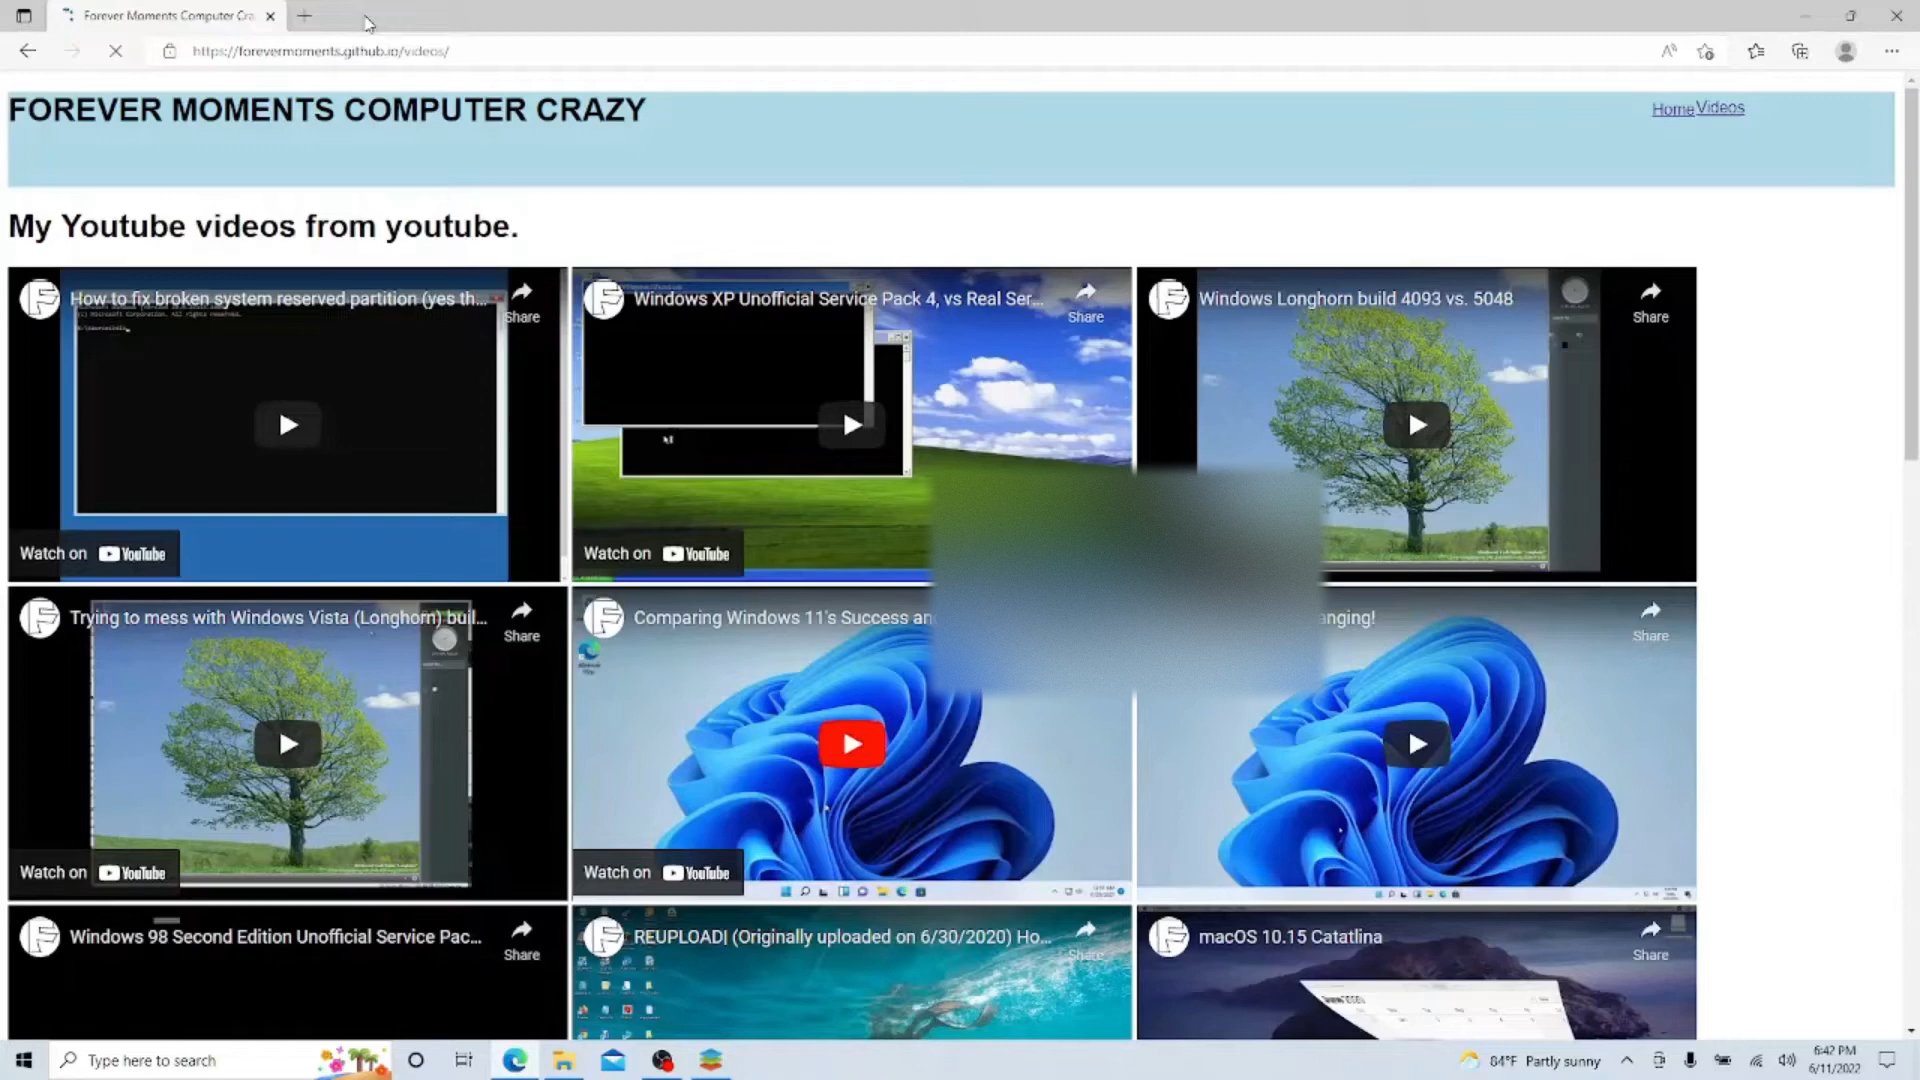 Forever Moments Computer Cra
https://forevermoments.github.io/videos/
FOREVER MOMENTS COMPUTER CRAZY
Home Videos
My Youtube videos from youtube.
How to fix broken system reserved partition (yes th...
Share
Windows XP Unofficial Service Pack 4, vs Real Ser...
Share
Windows Longhorn build 4093 vs. 5048
Share
Watch on YouTube
Watch on YouTube
Trying to mess with Windows Vista (Longhorn) buil...
Share
Comparing Windows 11's Success an
anging!
Share
Watch on YouTube
Watch on YouTube
Windows 98 Second Edition Unofficial Service Pac...
Share
REUPLOAD| (Originally uploaded on 6/30/2020) Ho...
Share
macOS 10.15 Catatlina
Share
June 2020
Type here to search
84°F Partly sunny
6:42 PM
6/11/2022